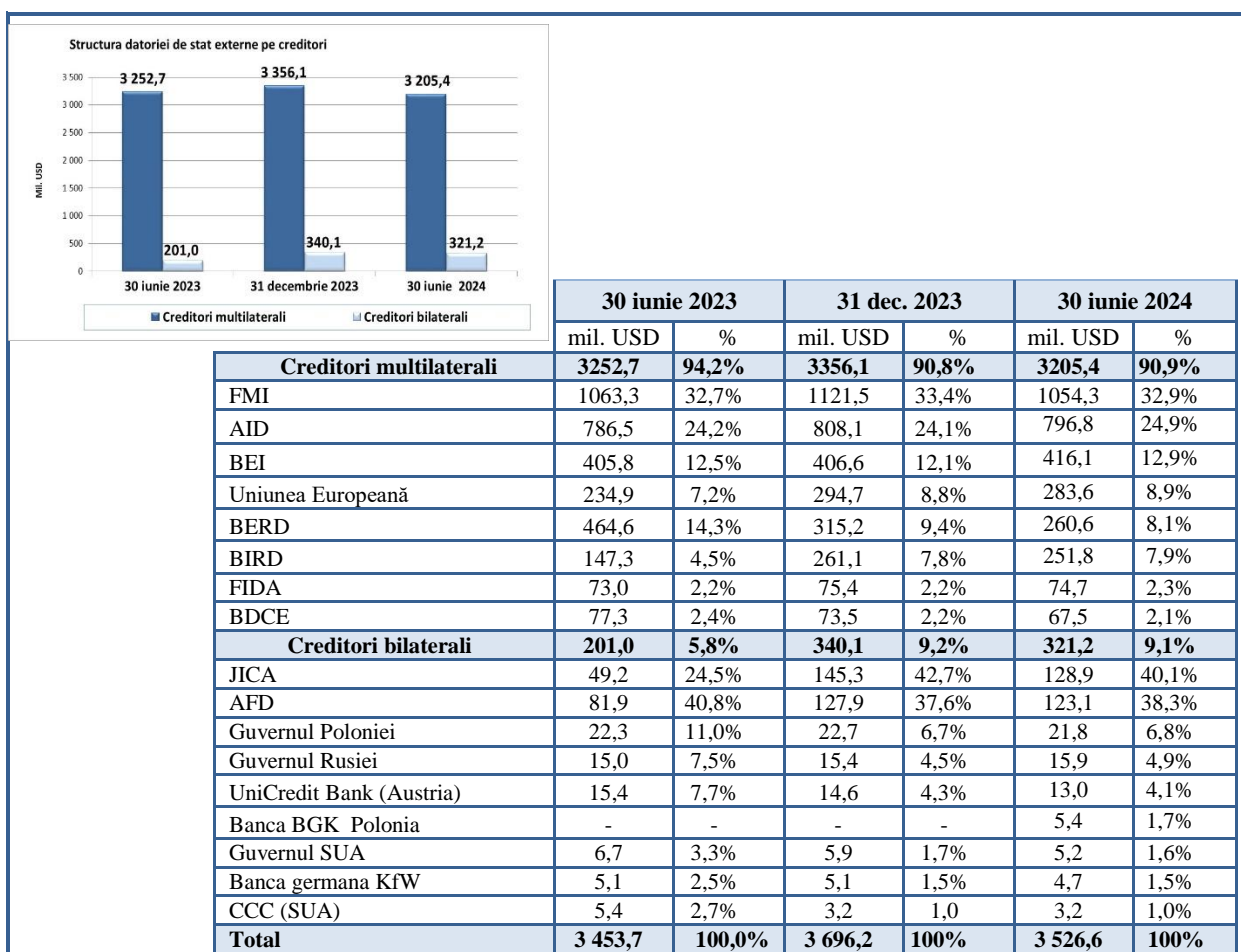 Structura datoriei de stat externe pe creditori
3 500
3 000
2 500
2 000
1 500
1 000
500
0
Mil. USD
3 252,7
3 356,1
3 205,4
201,0
340,1
321,2
30 iunie 2023 31 decembrie 2023 30 iunie 2024
Creditori multilaterali Creditori bilaterali
30 iunie 2023 31 dec. 2023 30 iunie 2024
mil. USD % mil. USD % mil. USD %
Creditori multilaterali 3252,7 94,2% 3356,1 90,8% 3205,4 90,9%
FMI 1063,3 32,7% 1121,5 33,4% 1054,3 32,9%
AID 786,5 24,2% 808,1 24,1% 796,8 24,9%
BEI 405,8 12,5% 406,6 12,1% 416,1 12,9%
Uniunea Europeană 234,9 7,2% 294,7 8,8% 283,6 8,9%
BERD 464,6 14,3% 315,2 9,4% 260,6 8,1%
BIRD 147,3 4,5% 261,1 7,8% 251,8 7,9%
FIDA 73,0 2,2% 75,4 2,2% 74,7 2,3%
BDCE 77,3 2,4% 73,5 2,2% 67,5 2,1%
Creditori bilaterali 201,0 5,8% 340,1 9,2% 321,2 9,1%
JICA 49,2 24,5% 145,3 42,7% 128,9 40,1%
AFD 81,9 40,8% 127,9 37,6% 123,1 38,3%
Guvernul Poloniei 22,3 11,0% 22,7 6,7% 21,8 6,8%
Guvernul Rusiei 15,0 7,5% 15,4 4,5% 15,9 4,9%
UniCredit Bank (Austria) 15,4 7,7% 14,6 4,3% 13,0 4,1%
Banca BGK Polonia - - - - 5,4 1,7%
Guvernul SUA 6,7 3,3% 5,9 1,7% 5,2 1,6%
Banca germana KfW 5,1 2,5% 5,1 1,5% 4,7 1,5%
CCC (SUA) 5,4 2,7% 3,2 1,0 3,2 1,0%
Total 3 453,7 100,0% 3 696,2 100% 3 526,6 100%